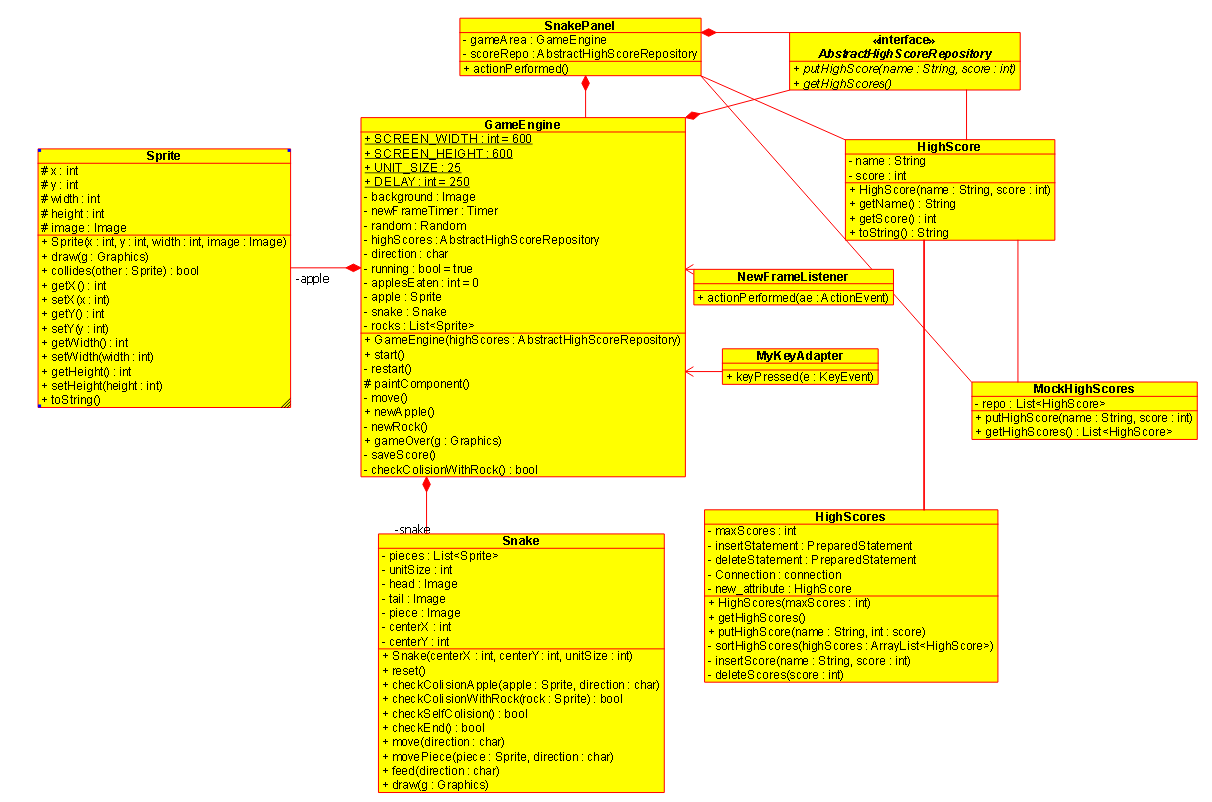 SnakePanel
- gameArea : GameEngine
- scoreRepo : AbstractHighScoreRepository
+ actionPerformed()
«interface»
AbstractHighScoreRepository
+ putHighScore(name : String, score : int)
+ getHighScores()
GameEngine
+ SCREEN_WIDTH : int = 600
+ SCREEN_HEIGHT : 600
+ UNIT_SIZE : 25
+ DELAY : int = 250
- background : Image
- newFrameTimer : Timer
- random : Random
- highScores : AbstractHighScoreRepository
- direction : char
- running : bool = true
- applesEaten : int = 0
- apple : Sprite
- snake : Snake
- rocks : List<Sprite>
+ GameEngine(highScores : AbstractHighScoreRepository)
+ start()
- restart()
# paintComponent()
- move()
+ newApple()
- newRock()
+ gameOver(g : Graphics)
- saveScore()
- checkColisionWithRock() : bool
Sprite
# x : int
# y : int
# width : int
# height : int
# image : Image
+ Sprite(x : int, y : int, width : int, image : Image)
+ draw(g : Graphics)
+ collides(other : Sprite) : bool
+ getX() : int
+ setX(x : int)
+ getY() : int
+ setY(y : int)
+ getWidth() : int
+ setWidth(width : int)
+ getHeight() : int
+ setHeight(height : int)
+ toString()
-apple
HighScore
- name : String
- score : int
+ HighScore(name : String, score : int)
+ getName() : String
+ getScore() : int
+ toString() : String
NewFrameListener
+ actionPerformed(ae : ActionEvent)
MyKeyAdapter
+ keyPressed(e : KeyEvent)
MockHighScores
- repo : List<HighScore>
+ putHighScore(name : String, score : int)
+ getHighScores() : List<HighScore>
-snake
Snake
- pieces : List<Sprite>
- unitSize : int
- head : Image
- tail : Image
- piece : Image
- centerX : int
- centerY : int
+ Snake(centerX : int, centerY : int, unitSize : int)
+ reset()
+ checkColisionApple(apple : Sprite, direction : char)
+ checkColisionWithRock(rock : Sprite) : bool
+ checkSelfColision() : bool
+ checkEnd() : bool
+ move(direction : char)
+ movePiece(piece : Sprite, direction : char)
+ feed(direction : char)
+ draw(g : Graphics)
HighScores
- maxScores : int
- insertStatement : PreparedStatement
- deleteStatement : PreparedStatement
- Connection : connection
- new_attribute : HighScore
+ HighScores(maxScores : int)
+ getHighScores()
+ putHighScore(name : String, int : score)
- sortHighScores(highScores : ArrayList<HighScore>)
- insertScore(name : String, score : int)
- deleteScores(score : int)